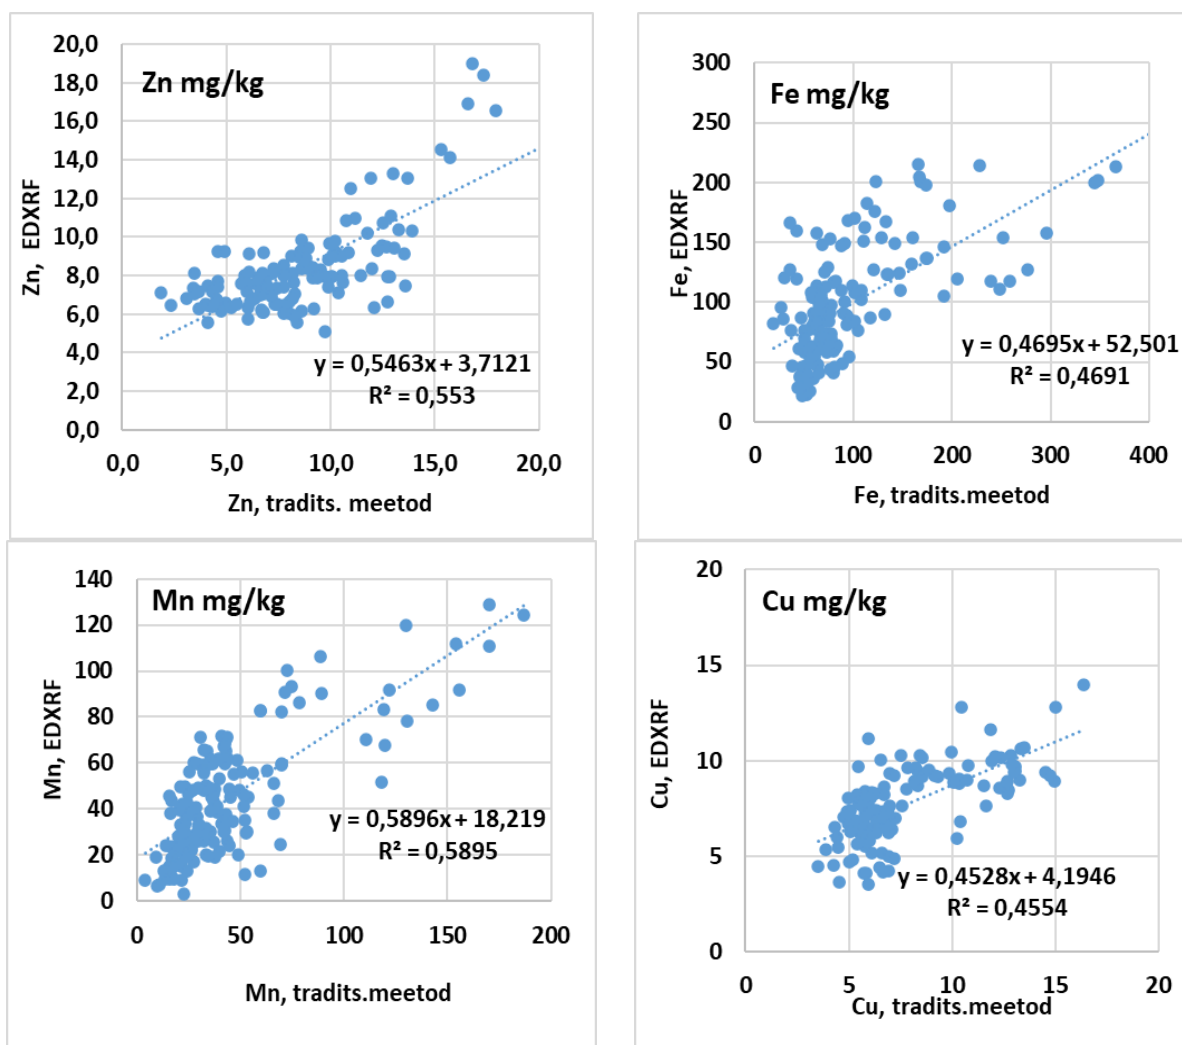 Zn mg/kg
Zn, EDXRF
20,0
18,0
16,0
14,0
12,0
10,0
8,0
6,0
4,0
2,0
0,0
y = 0,5463x + 3,7121
R² = 0,553
0,0 5,0 10,0 15,0 20,0
Zn, tradits. meetod
Fe mg/kg
Fe, EDXRF
300
250
200
150
100
50
0
y = 0,4695x + 52,501
R² = 0,4691
0 100 200 300 400
Fe, tradits.meetod
Mn mg/kg
Mn, EDXRF
140
120
100
80
60
40
20
0
y = 0,5896x + 18,219
R² = 0,5895
0 50 100 150 200
Mn, tradits.meetod
Cu mg/kg
Cu, EDXRF
20
15
10
5
0
y = 0,4528x + 4,1946
R² = 0,4554
0 5 10 15 20
Cu, tradits.meetod